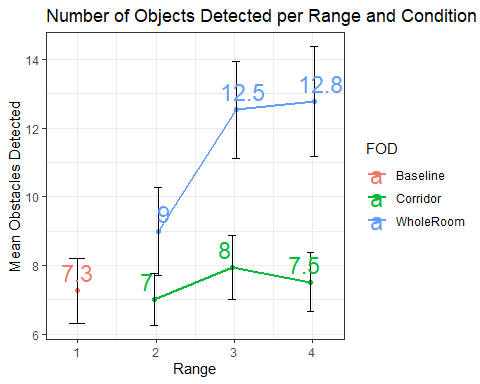 Number of Objects Detected per Range and Condition
Mean Obstacles Detected
14
12
10
8
6
12.5
12.8
9
7.3
7
8
7.5
1
2
3
4
Range
FOD
a Baseline
a Corridor
a WholeRoom